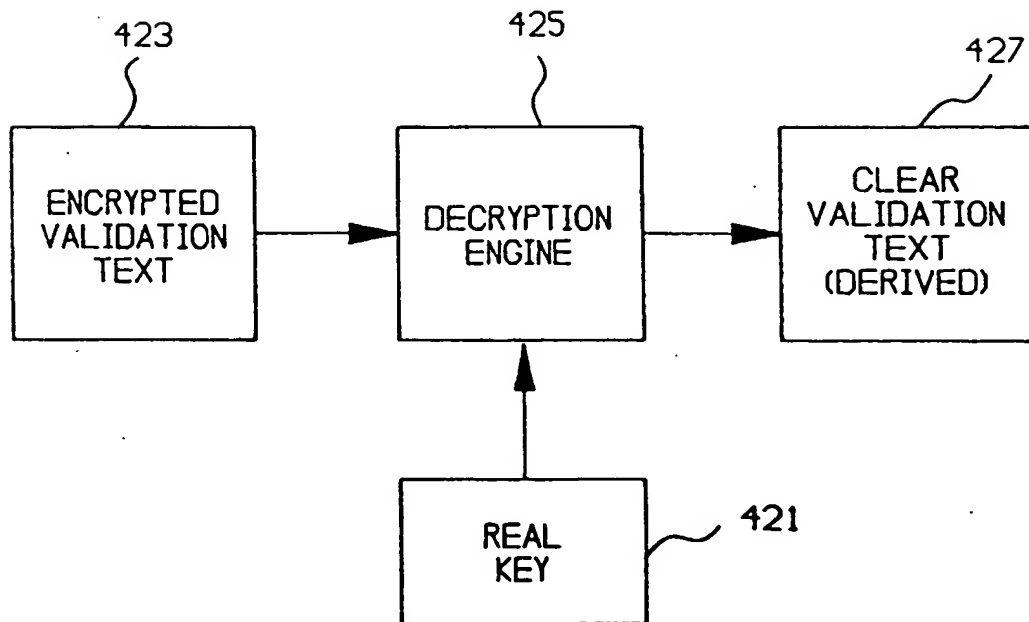 423
425
427
ENCRYPTED
VALIDATION
TEXT
DECRYPTION
ENGINE
CLEAR
VALIDATION
TEXT
(DERIVED)
REAL
KEY
421